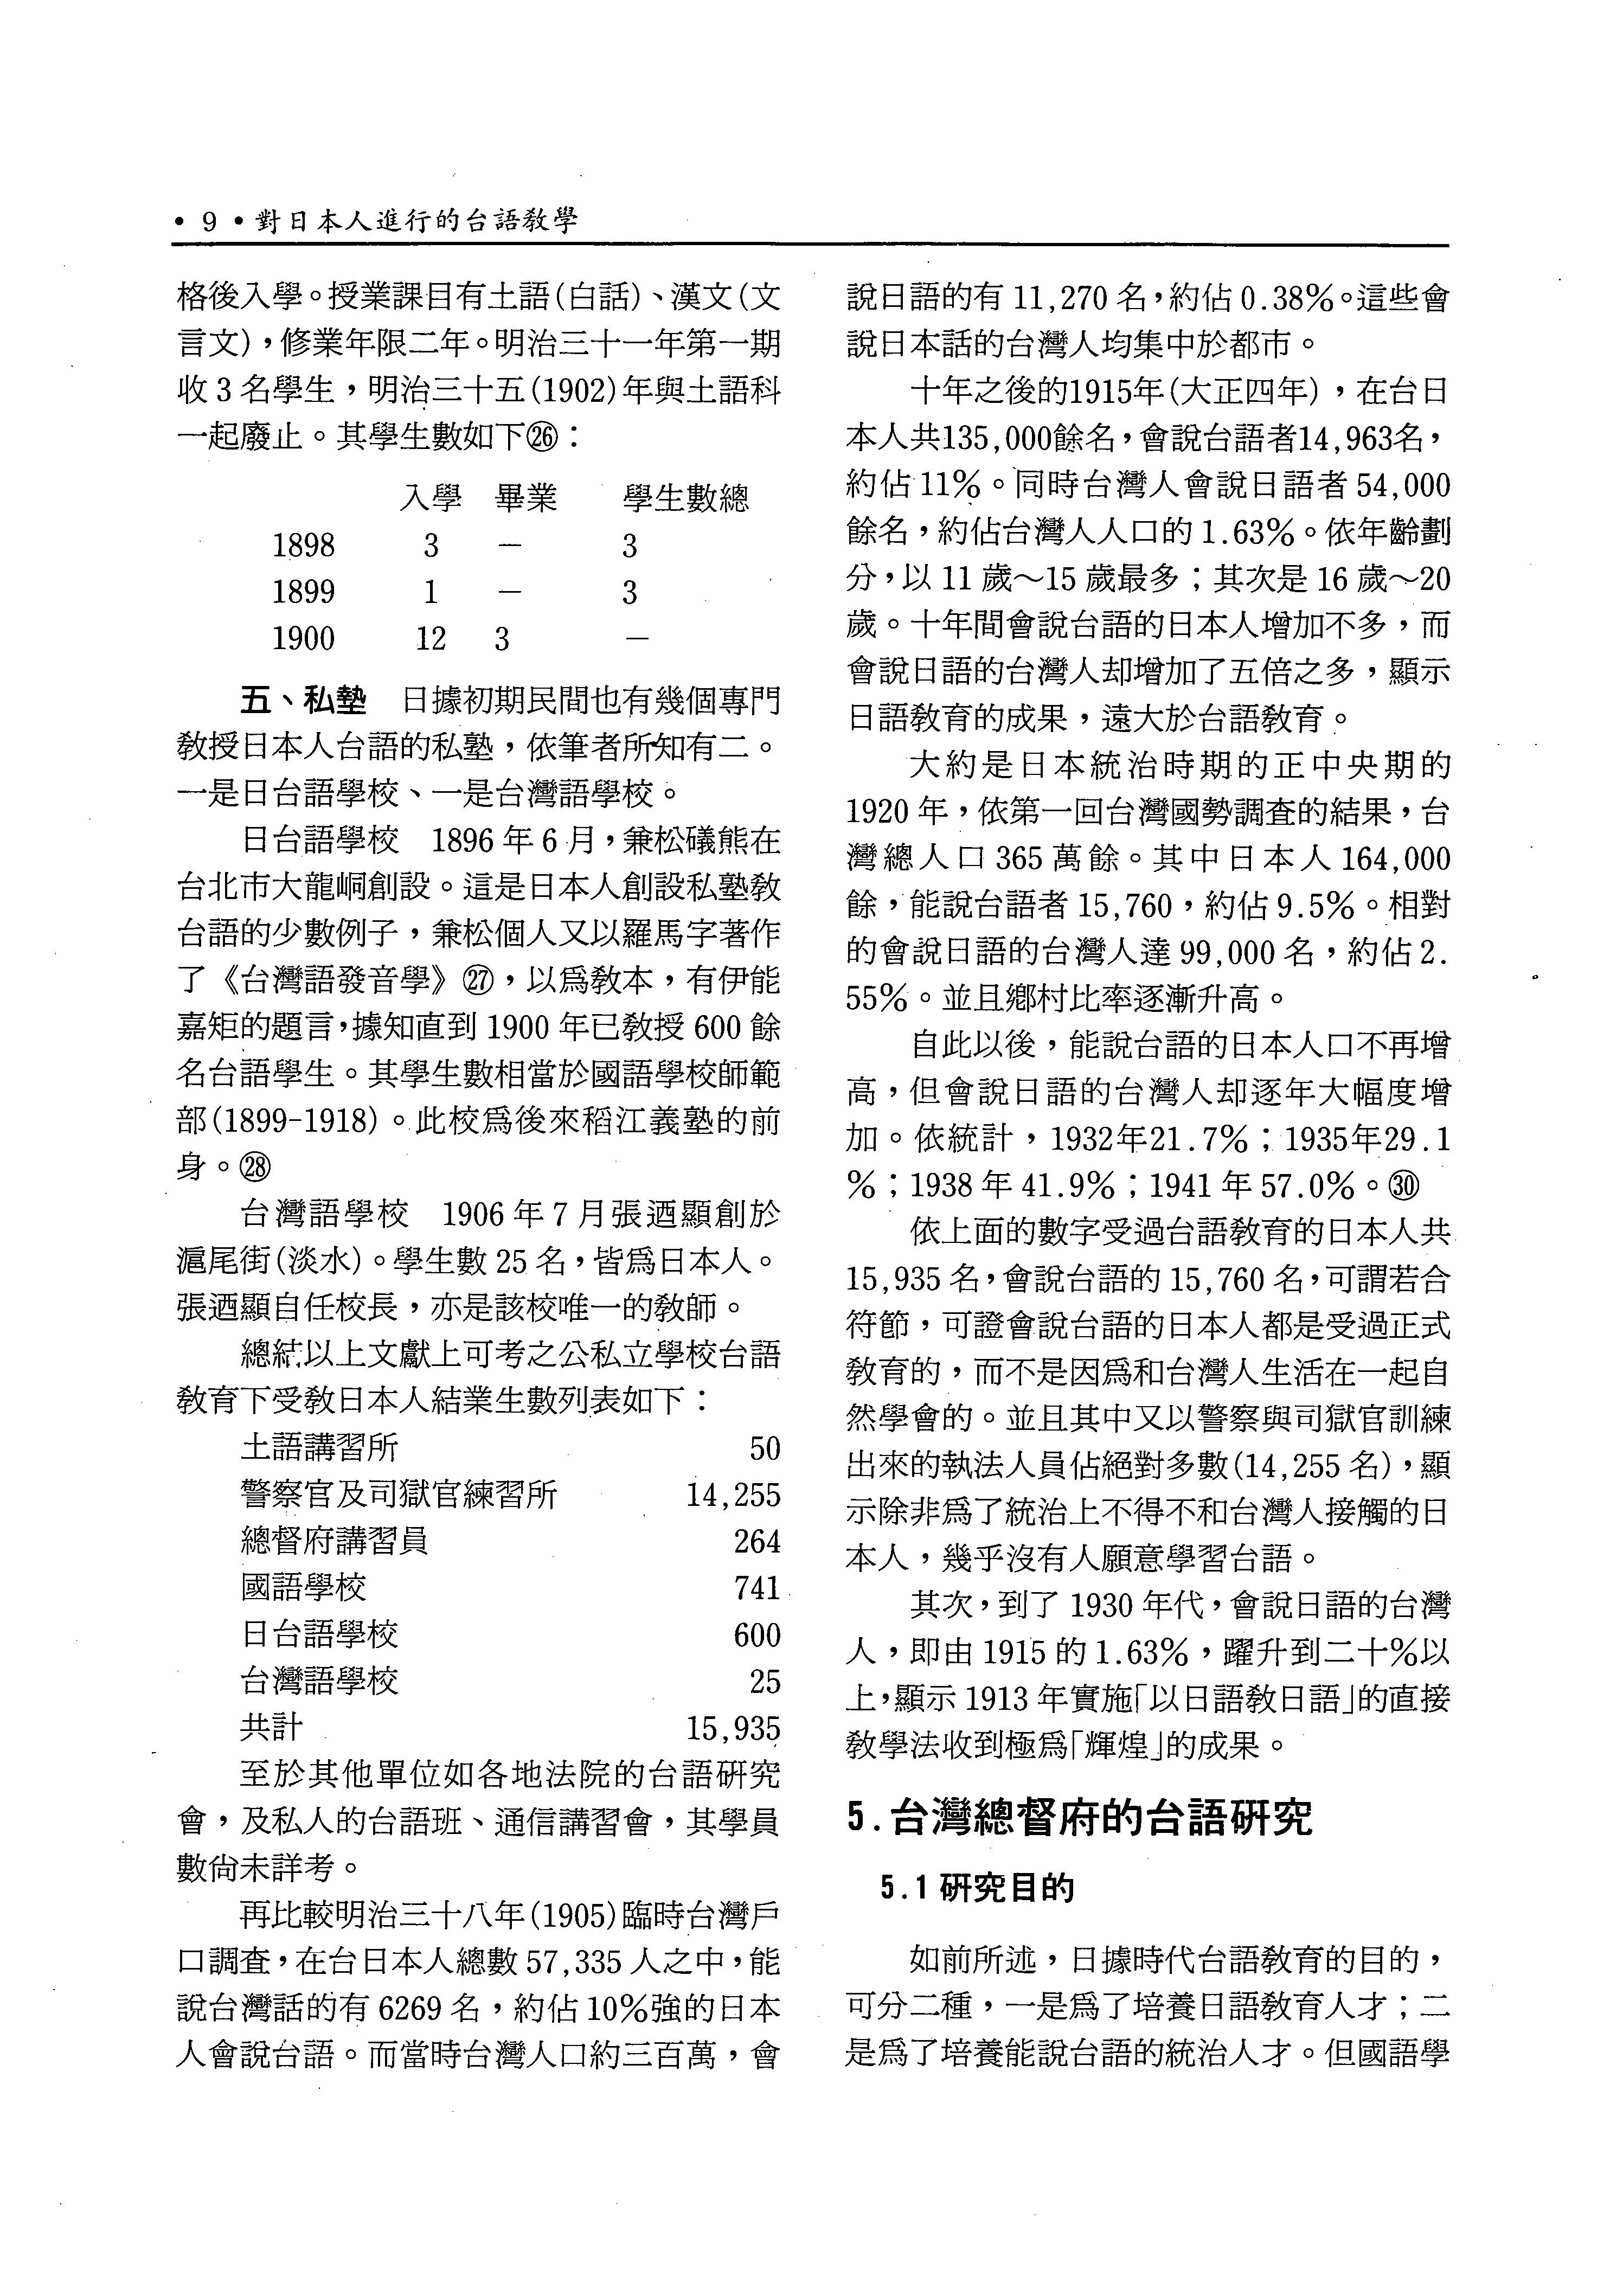 • 9 • 對日本人進行的台語教學
格後入學。授業課目有土語(白話)、漢文(文
言文)，修業年限二年。明治三十一年第一期
收 3 名學生，明治三十五(1902)年與土語科
一起廢止。其學生數如下㉖：
入學 畢業 學生數總
1898 3 － 3
1899 1 － 3
1900 12 3 －
五、私塾 日據初期民間也有幾個專門
教授日本人台語的私塾，依筆者所知有二。
一是日台語學校、一是台灣語學校。
日台語學校 1896 年 6 月，兼松礒熊在
台北市大龍峒創設。這是日本人創設私塾教
台語的少數例子，兼松個人又以羅馬字著作
了《台灣語發音學》㉗，以爲教本，有伊能
嘉矩的題言，據知直到 1900 年已教授 600 餘
名台語學生。其學生數相當於國語學校師範
部(1899-1918)。此校爲後來稻江義塾的前
身。㉘
台灣語學校 1906 年 7 月張迺顯創於
滬尾街(淡水)。學生數 25 名，皆爲日本人。
張迺顯自任校長，亦是該校唯一的教師。
總結以上文獻上可考之公私立學校台語
教育下受教日本人結業生數列表如下：
土語講習所 50
警察官及司獄官練習所 14,255
總督府講習員 264
國語學校 741
日台語學校 600
台灣語學校 25
共計 15,935
至於其他單位如各地法院的台語研究
會，及私人的台語班、通信講習會，其學員
數尚未詳考。
再比較明治三十八年(1905)臨時台灣戶
口調查，在台日本人總數 57,335 人之中，能
說台灣話的有 6269 名，約佔 10%強的日本
人會說台語。而當時台灣人口約三百萬，會
說日語的有 11,270 名，約佔 0.38%。這些會
說日本話的台灣人均集中於都市。
十年之後的1915年(大正四年)，在台日
本人共135,000餘名，會說台語者14,963名，
約佔 11%。同時台灣人會說日語者 54,000
餘名，約佔台灣人人口的 1.63%。依年齡劃
分，以 11 歲～15 歲最多；其次是 16 歲～20
歲。十年間會說台語的日本人增加不多，而
會說日語的台灣人却增加了五倍之多，顯示
日語教育的成果，遠大於台語教育。
大約是日本統治時期的正中央期的
1920 年，依第一回台灣國勢調查的結果，台
灣總人口 365 萬餘。其中日本人 164,000
餘，能說台語者 15,760，約佔 9.5%。相對
的會說日語的台灣人達 99,000 名，約佔 2.
55%。並且鄉村比率逐漸升高。
自此以後，能說台語的日本人口不再增
高，但會說日語的台灣人却逐年大幅度增
加。依統計，1932年21.7%；1935年29.1
%；1938 年 41.9%；1941 年 57.0%。㉚
依上面的數字受過台語教育的日本人共
15,935 名，會說台語的 15,760 名，可謂若合
符節，可證會說台語的日本人都是受過正式
教育的，而不是因爲和台灣人生活在一起自
然學會的。並且其中又以警察與司獄官訓練
出來的執法人員佔絕對多數(14,255 名)，顯
示除非爲了統治上不得不和台灣人接觸的日
本人，幾乎沒有人願意學習台語。
其次，到了 1930 年代，會說日語的台灣
人，即由 1915 的 1.63%，躍升到二十%以
上，顯示 1913 年實施「以日語教日語」的直接
教學法收到極爲「輝煌」的成果。
5.台灣總督府的台語研究
5.1 研究目的
如前所述，日據時代台語教育的目的，
可分二種，一是爲了培養日語教育人才；二
是爲了培養能說台語的統治人才。但國語學